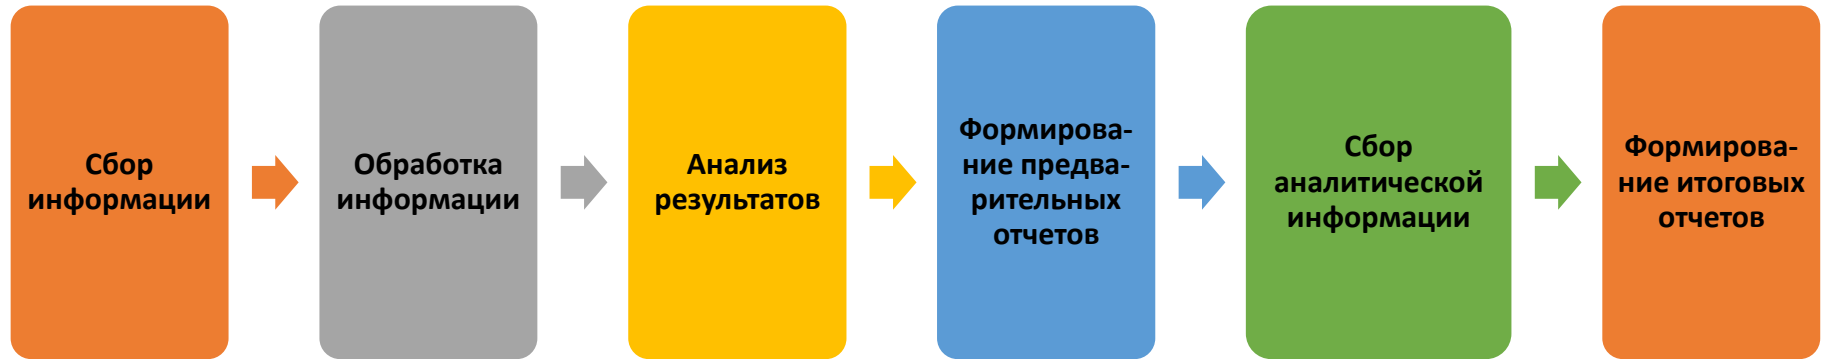 Сбор
информации
Обработка
информации
Анализ
результатов
Формирова-
ние предва-
рительных
отчетов
Сбор
аналитической
информации
Формирова-
ние итоговых
отчетов